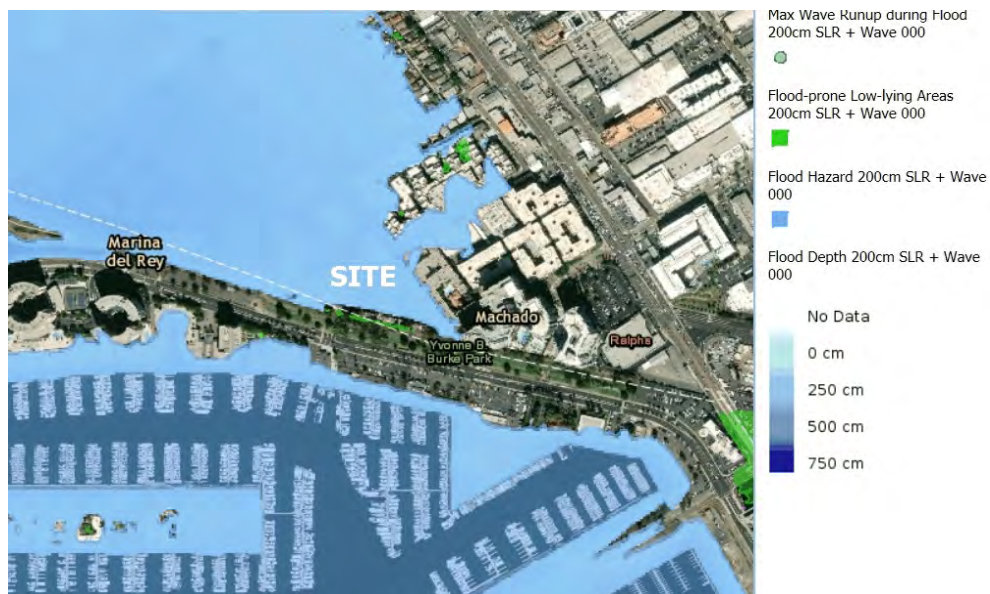 Max Wave Runup during Flood
200cm SLR + Wave 000
Flood-prone Low-lying Areas
200cm SLR + Wave 000
Flood Hazard 200cm SLR + Wave
000
Flood Depth 200cm SLR + Wave
000
No Data
0 cm
250 cm
500 cm
750 cm
Marina
del Rey
SITE
Machado
Ralphs
Yvonne B.
Burke Park